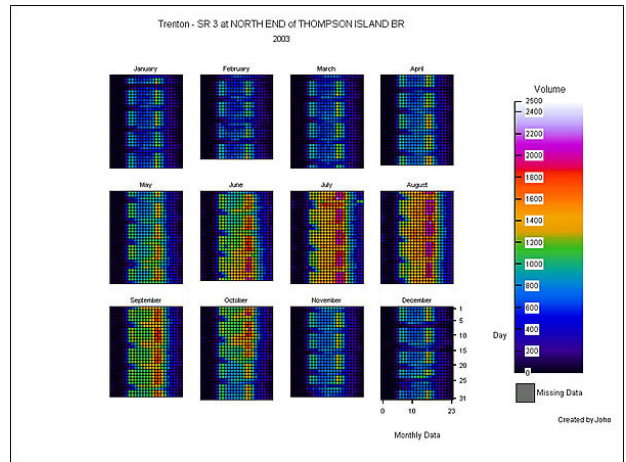 Trenton - SR 3 at NORTH END of THOMPSON ISLAND BR
2003
January
February
March
April
May
June
July
August
September
October
November
December
Volume
2500
2400
2200
2000
1800
1600
1400
1200
1000
800
600
400
200
0
Missing Data
Day
1
5
10
15
20
25
31
0 10 23
Monthly Data
Created by Joho